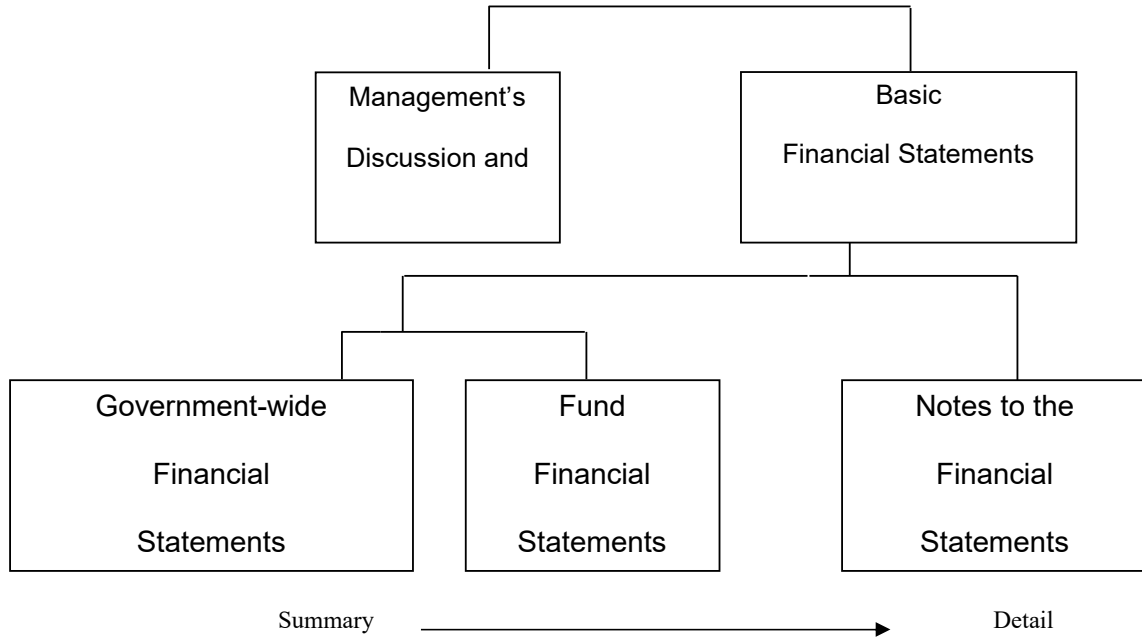 Management’s
Discussion and
Basic
Financial Statements
Government-wide
Financial
Statements
Fund
Financial
Statements
Notes to the
Financial
Statements
Summary
Detail